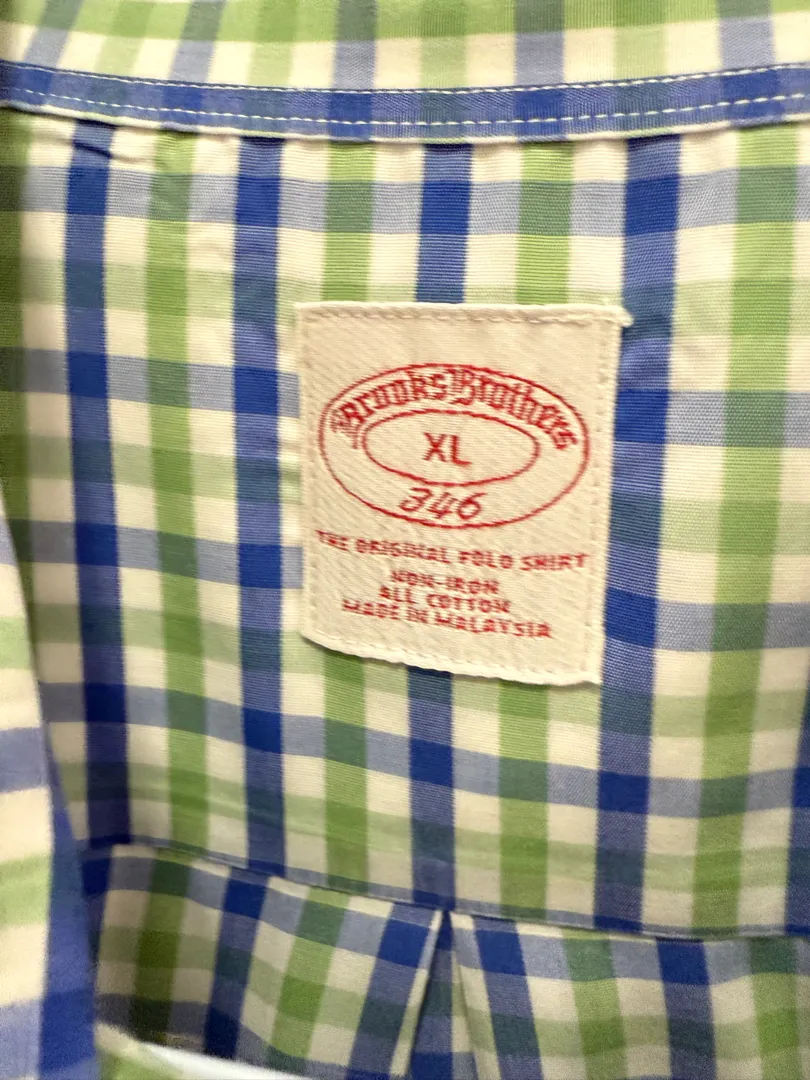 Brooks Brothers
XL
346
THE ORIGINAL POLO SHIRT
NON-IRON
ALL COTTON
MADE IN MALAYSIA